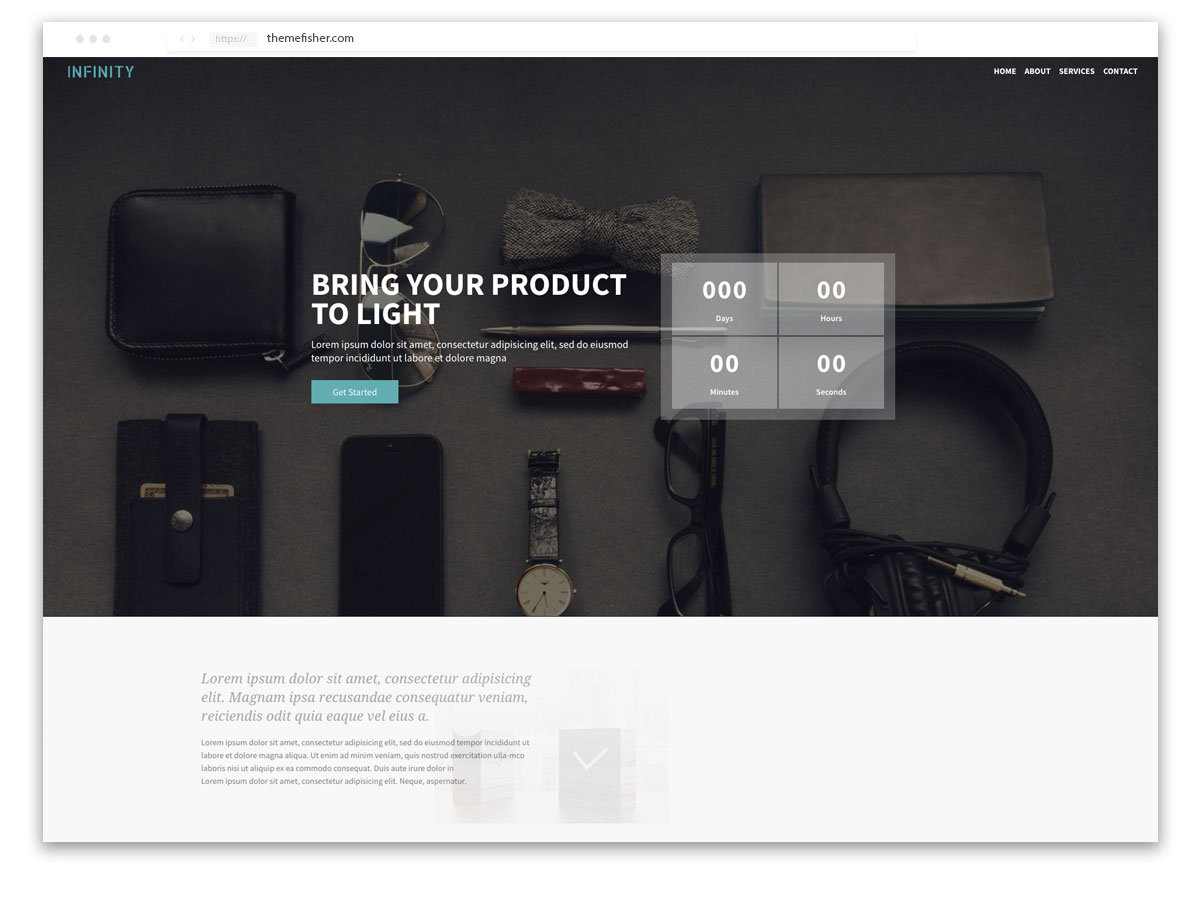 https://
themefisher.com
INFINITY
HOME ABOUT SERVICES CONTACT
BRING YOUR PRODUCT
TO LIGHT
Lorem ipsum dolor sit amet, consectetur adipisicing elit, sed do eiusmod
tempor incididunt ut labore et dolore magna
Get Started
000
Days
00
Hours
00
Minutes
00
Seconds
Lorem ipsum dolor sit amet, consectetur adipisicing
elit. Magnam ipsa recusandae consequatur veniam,
reiciendis odit quia eaque vel eius a.
Lorem ipsum dolor sit amet, consectetur adipisicing elit, sed do eiusmod tempor incididunt ut
labore et dolore magna aliqua. Ut enim ad minim veniam, quis nostrud exercitation ulla-mco
laboris nisi ut aliquip ex ea commodo consequat. Duis aute irure dolor in
Lorem ipsum dolor sit amet, consectetur adipisicing elit. Neque, aspernatur.